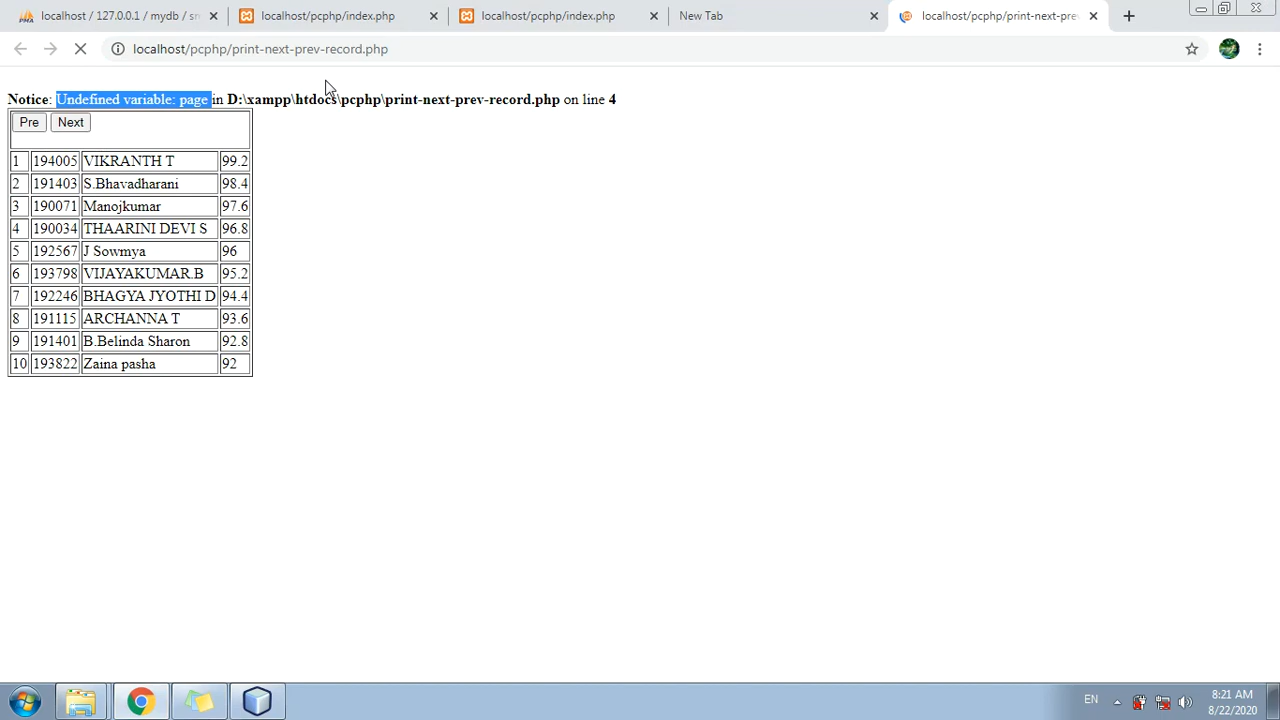 localhost / 127.0.0.1 / mydb / sn
localhost/pcphp/index.php
localhost/pcphp/index.php
New Tab
localhost/pcphp/print-next-prev-
localhost/pcphp/print-next-prev-record.php
Notice: Undefined variable: page in D:\xampp\htdocs\pcphp\print-next-prev-record.php on line 4
Pre Next
1 194005 VIKRANTH T 99.2
2 191403 S.Bhavadharani 98.4
3 190071 Manojkumar 97.6
4 190034 THAARINI DEVI S 96.8
5 192567 J Sowmya 96
6 193798 VIJAYAKUMAR.B 95.2
7 192246 BHAGYA JYOTHI D 94.4
8 191115 ARCHANNA T 93.6
9 191401 B.Belinda Sharon 92.8
10 193822 Zaina pasha 92
EN
8:21 AM
8/22/2020